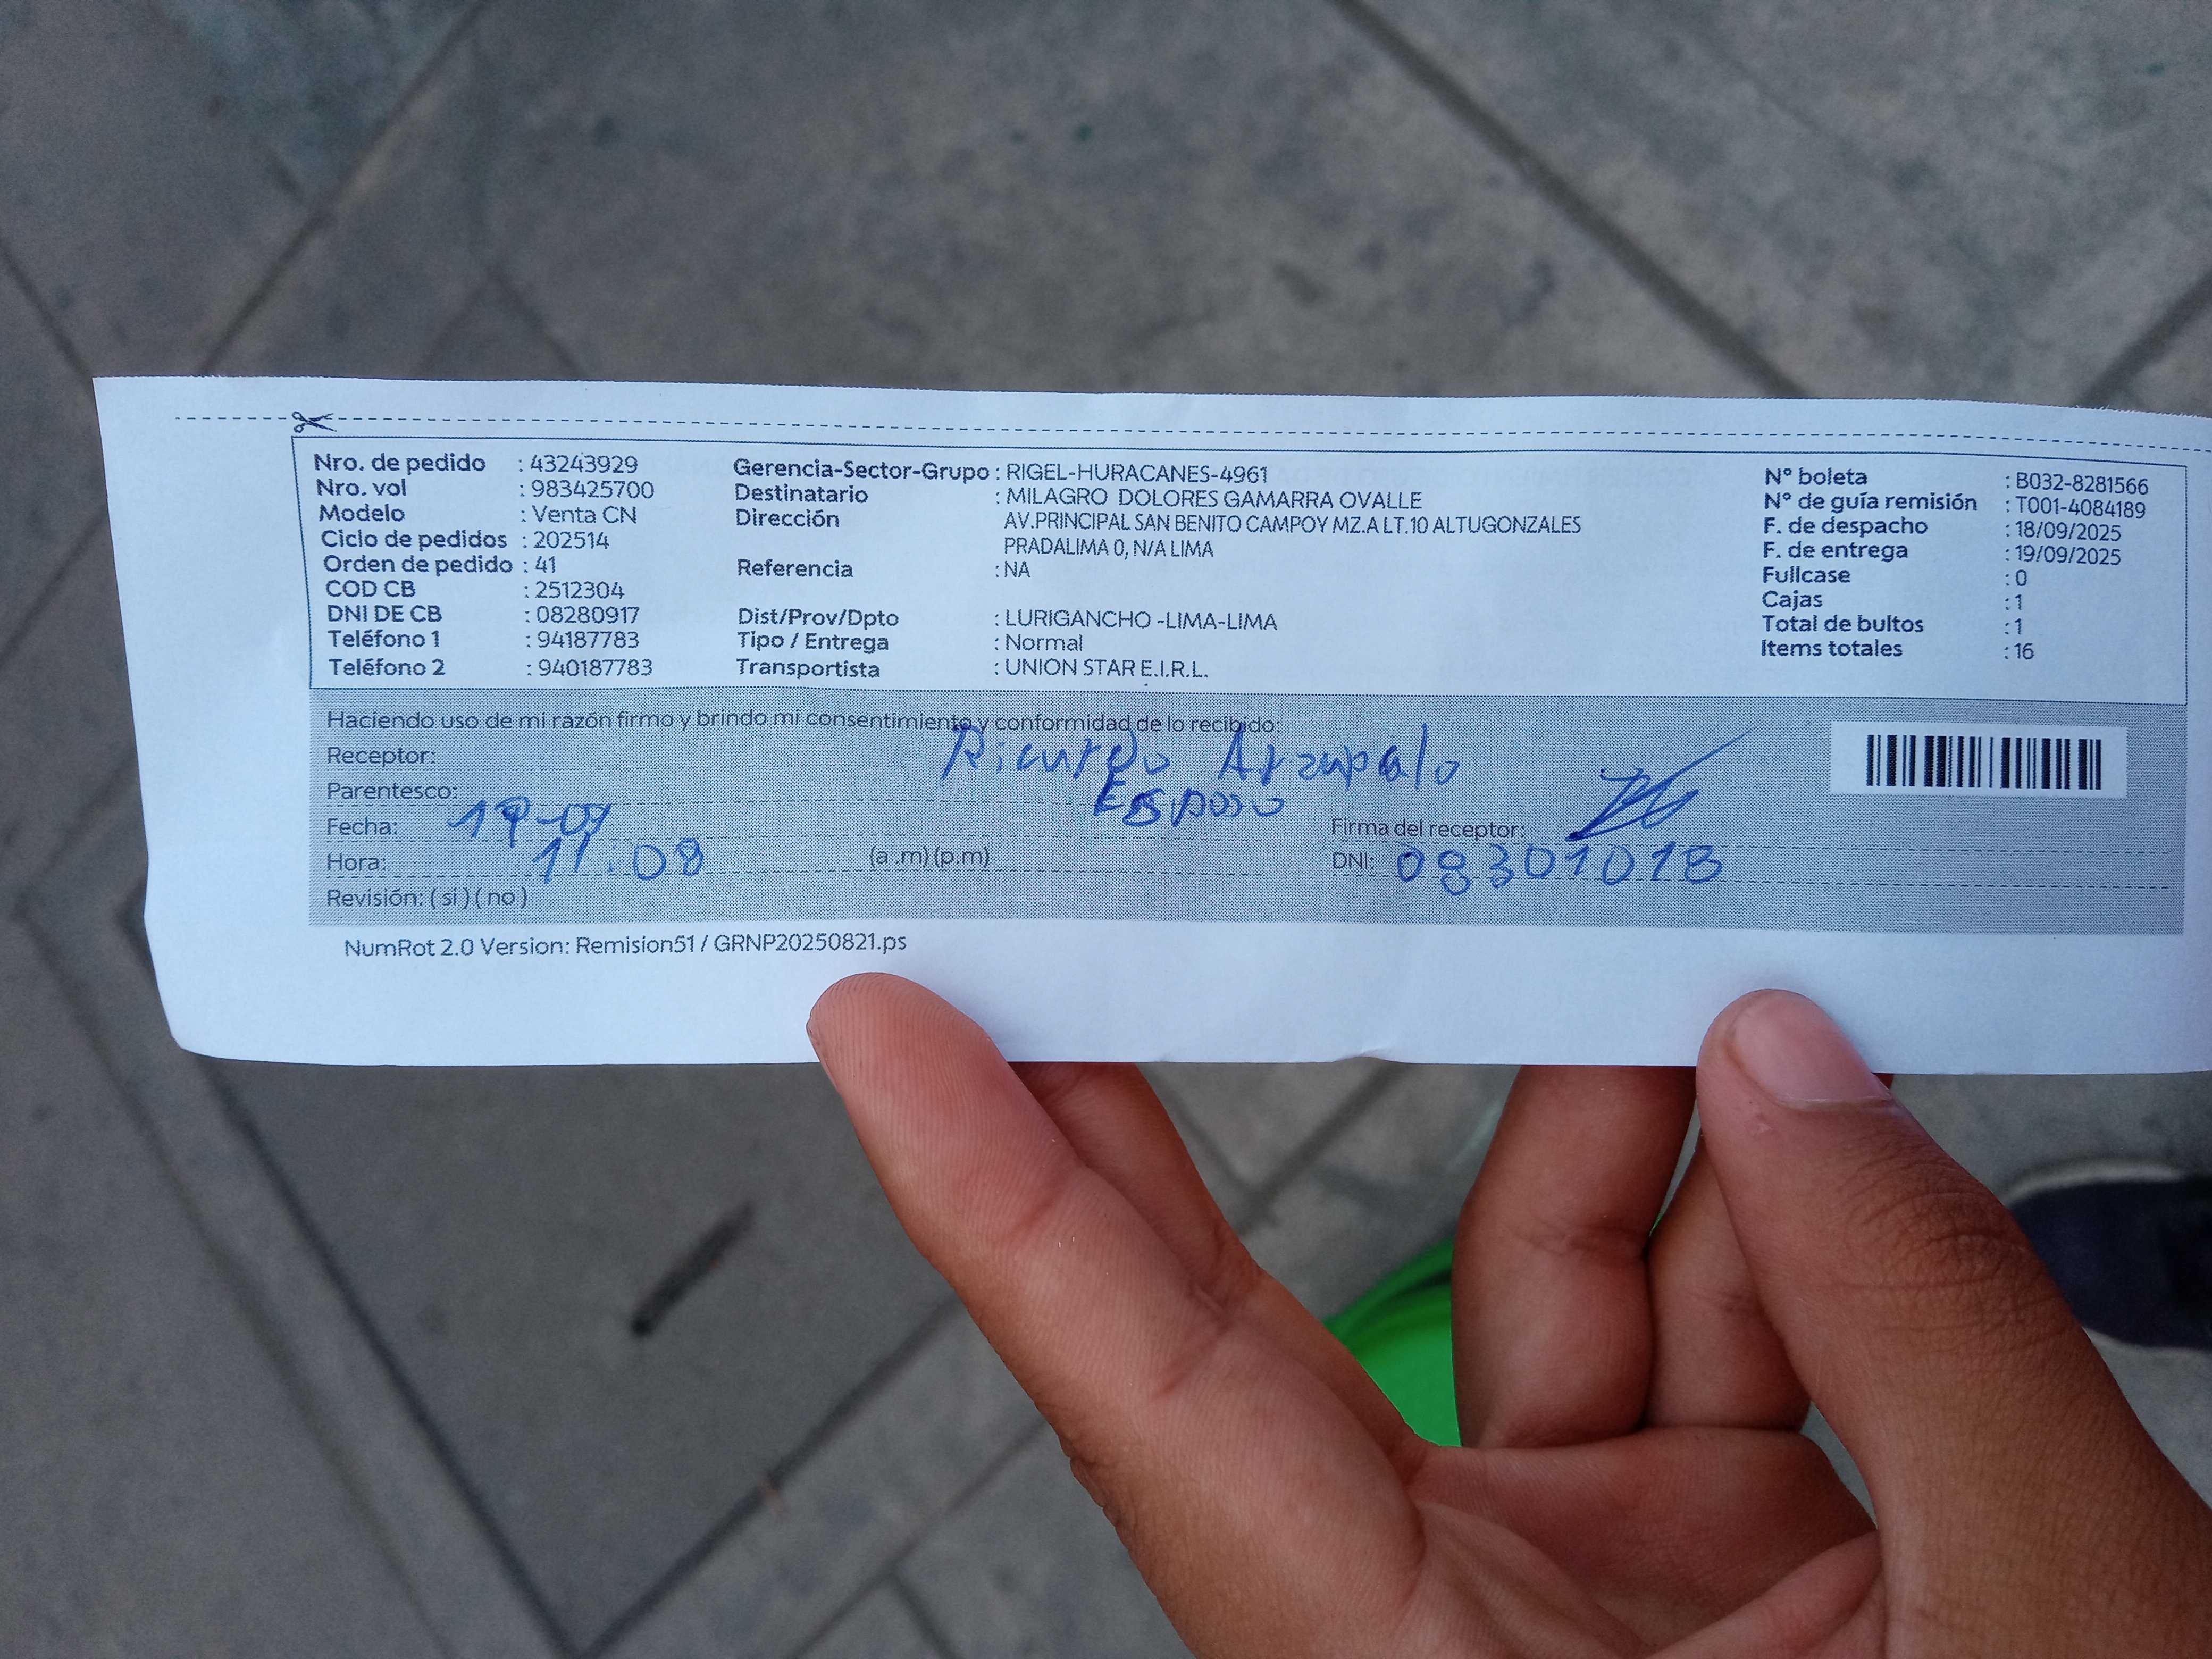 Nro. de pedido : 43243929
Nro. vol : 983425700
Modelo : Venta CN
Ciclo de pedidos : 202514
Orden de pedido : 41
COD CB : 2512304
DNI DE CB : 08280917
Teléfono 1 : 94187783
Teléfono 2 : 940187783
Gerencia-Sector-Grupo : RIGEL-HURACANES-4961
Destinatario : MILAGRO DOLORES GAMARRA OVALLE
Dirección AV.PRINCIPAL SAN BENITO CAMPOY MZ.A LT.10 ALTUGONZALES
PRADALIMA 0, N/A LIMA
Referencia : NA
Dist/Prov/Dpto : LURIGANCHO -LIMA-LIMA
Tipo / Entrega : Normal
Transportista : UNION STAR E.I.R.L.
N° boleta : B032-8281566
N° de guía remisión : T001-4084189
F. de despacho : 18/09/2025
F. de entrega : 19/09/2025
Fullcase : 0
Cajas : 1
Total de bultos : 1
Items totales : 16
Haciendo uso de mi razón firmo y brindo mi consentimiento y conformidad de lo recibido:
Receptor: Ricardo
Parentesco: Esposo
Fecha: 19-09
Firma del receptor:
Hora: 11:08 (a .m) (p.m)
DNI: 08301018
Revisión: ( si ) ( no )
NumRot 2.0 Version: Remision51 / GRNP20250821.ps